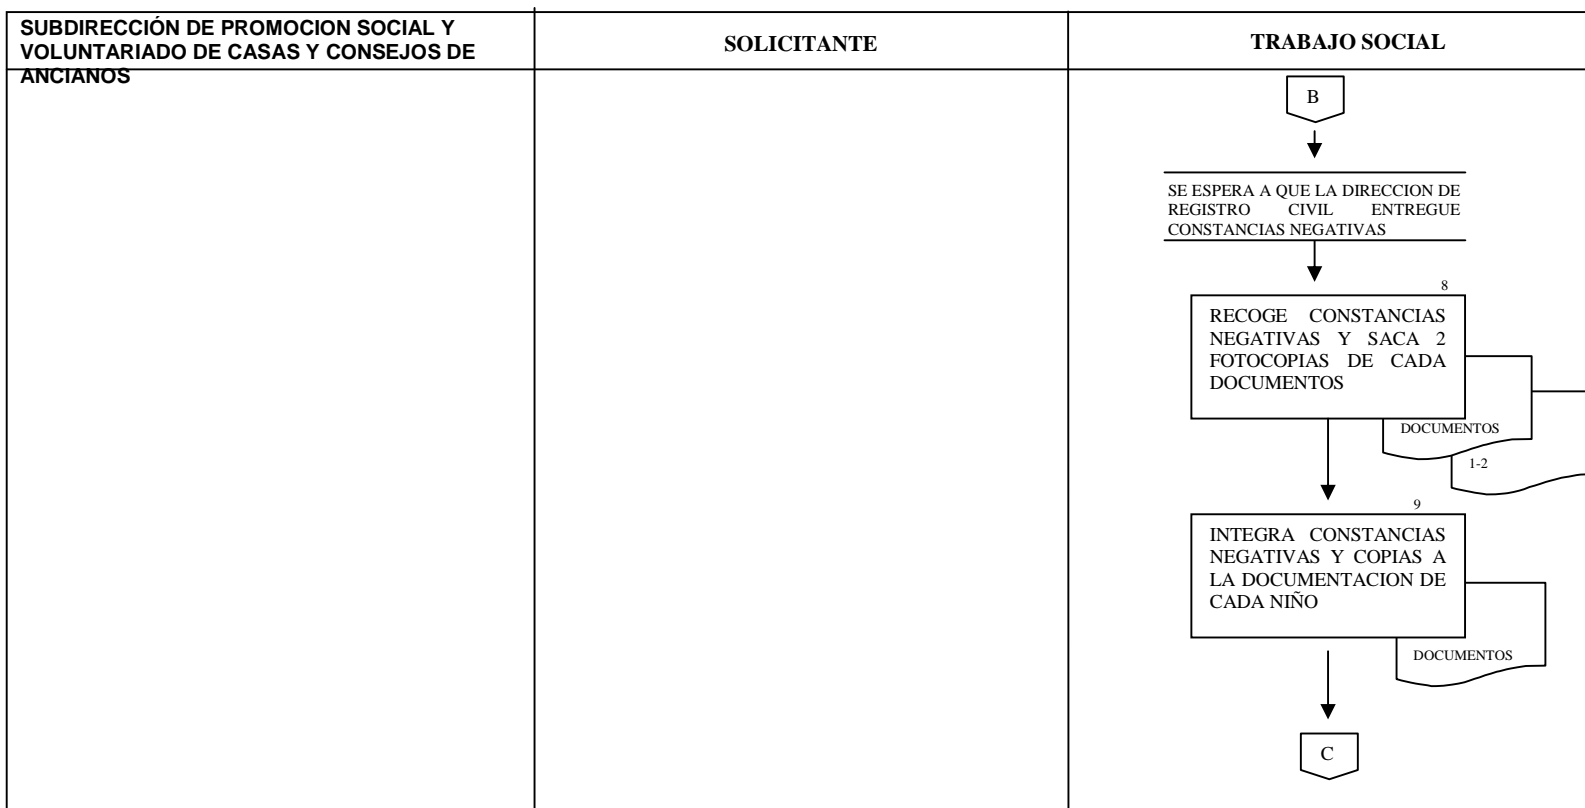 SUBDIRECCIÓN DE PROMOCION SOCIAL Y
VOLUNTARIADO DE CASAS Y CONSEJOS DE
ANCIANOS
SOLICITANTE
TRABAJO SOCIAL
B
SE ESPERA A QUE LA DIRECCION DE
REGISTRO CIVIL ENTREGUE
CONSTANCIAS NEGATIVAS
8
RECOGE CONSTANCIAS
NEGATIVAS Y SACA 2
FOTOCOPIAS DE CADA
DOCUMENTOS
DOCUMENTOS
1-2
9
INTEGRA CONSTANCIAS
NEGATIVAS Y COPIAS A
LA DOCUMENTACION DE
CADA NIÑO
DOCUMENTOS
C